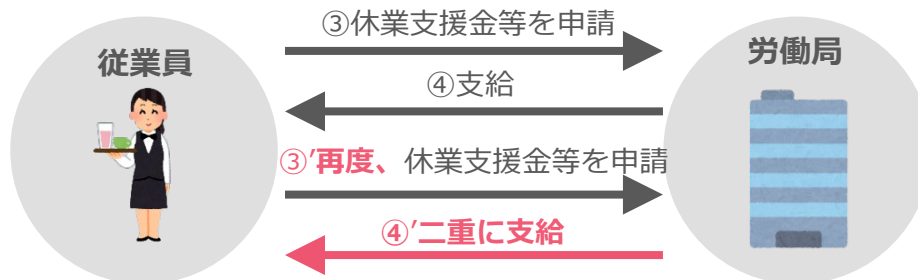 従業員
③休業支援金等を申請
④支給
③’再度、休業支援金等を申請
④’二重に支給
労働局